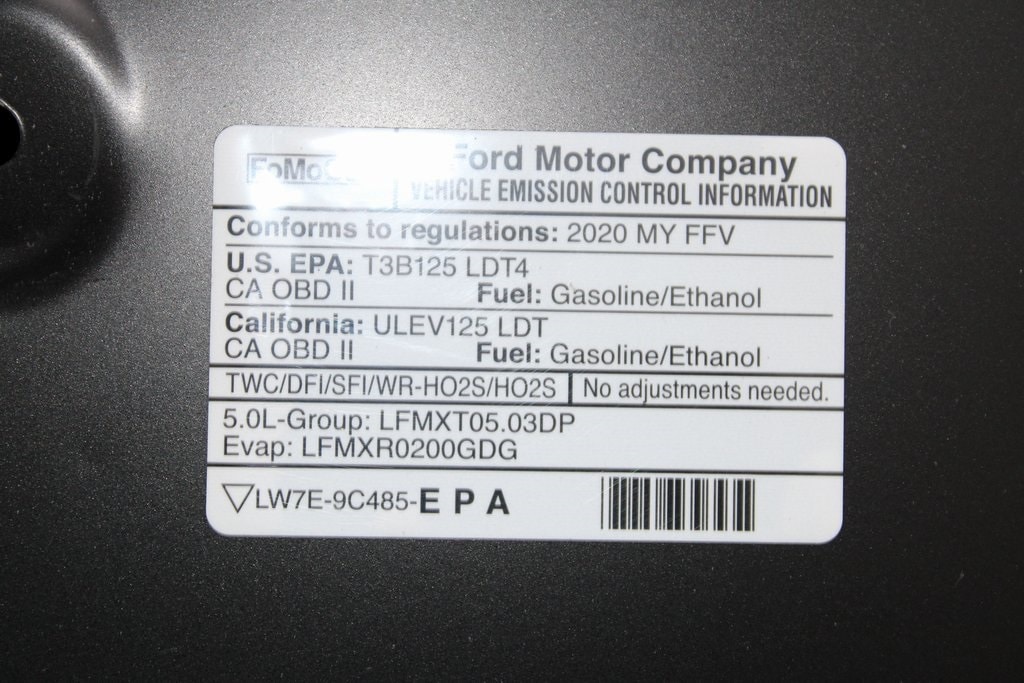 FoMoCo
Ford Motor Company
VEHICLE EMISSION CONTROL INFORMATION
Conforms to regulations: 2020 MY FFV
U.S. EPA: T3B125 LDT4
CA OBD II Fuel: Gasoline/Ethanol
California: ULEV125 LDT
CA OBD II Fuel: Gasoline/Ethanol
TWC/DFI/SFI/WR-HO2S/HO2S No adjustments needed.
5.0L-Group: LFMXT05.03DP
Evap: LFMXR0200GDG
LW7E-9C485-E P A